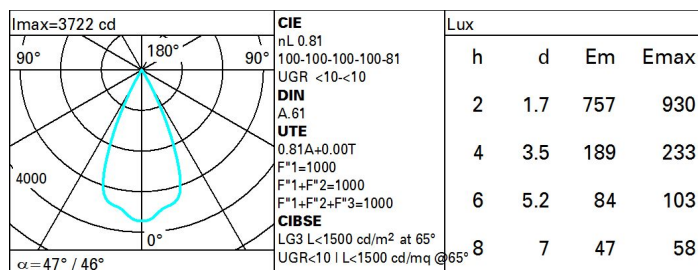 Imax=3722 cd
90° 180° 90°
4000
0°
α=47° / 46°
CIE
nL 0.81
100-100-100-100-81
UGR <10-<10
DIN
A.61
UTE
0.81A+0.00T
F"1=1000
F"1+F"2=1000
F"1+F"2+F"3=1000
CIBSE
LG3 L<1500 cd/m² at 65°
UGR<10 | L<1500 cd/mq @65°
Lux
h d Em Emax
2 1.7 757 930
4 3.5 189 233
6 5.2 84 103
8 7 47 58